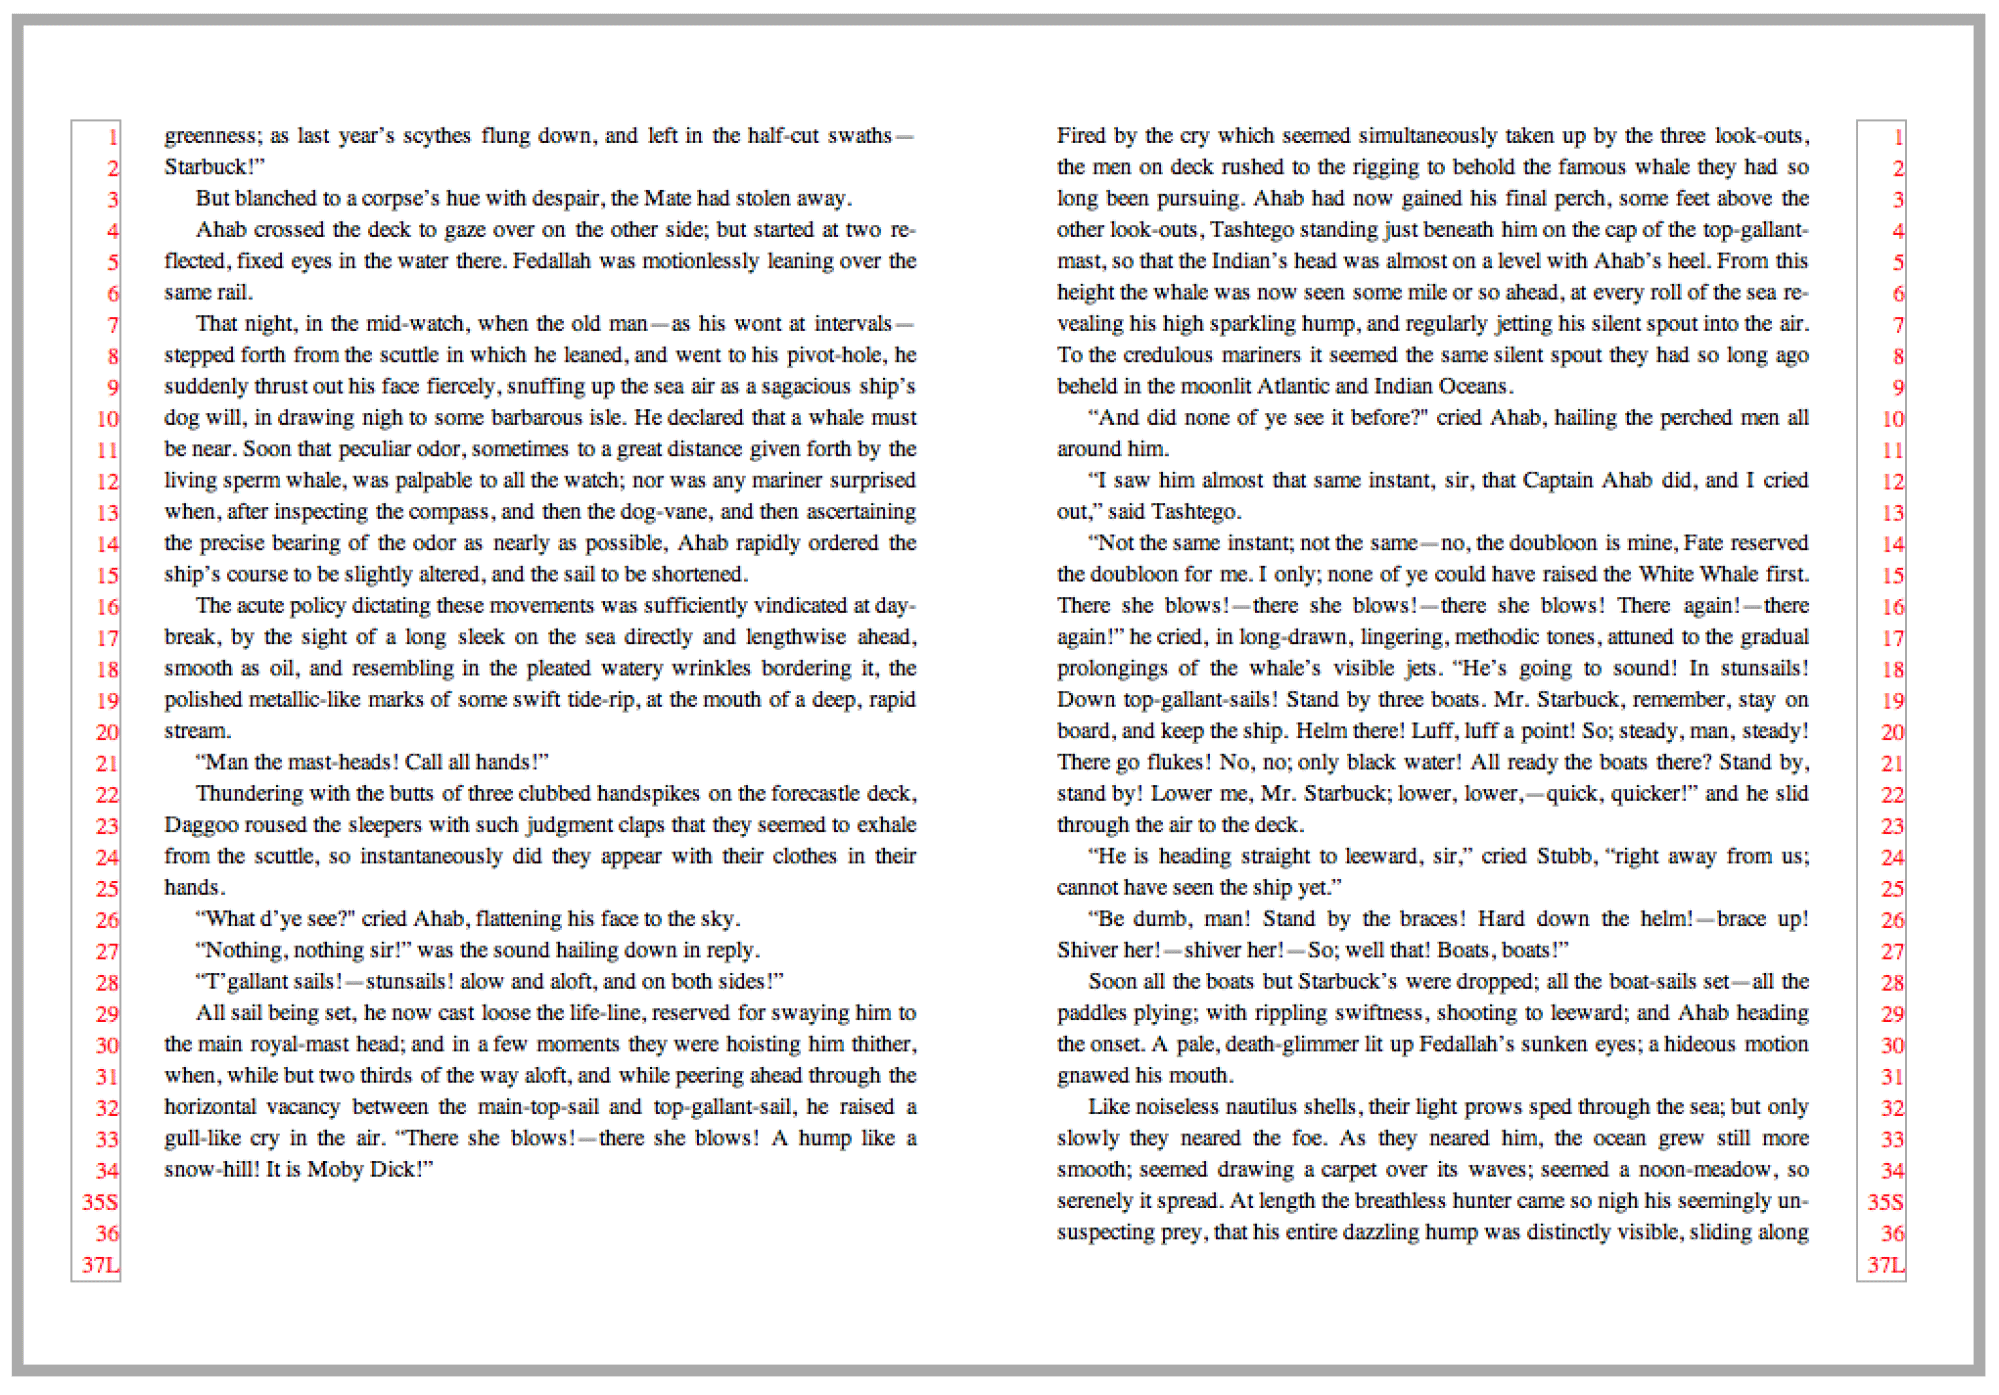 1 greenness; as last year’s scythes flung down, and left in the half-cut swaths—
2 Starbuck!”
3 But blanched to a corpse’s hue with despair, the Mate had stolen away.
4 Ahab crossed the deck to gaze over on the other side; but started at two re-
5 flected, fixed eyes in the water there. Fedallah was motionlessly leaning over the
6 same rail.
7 That night, in the mid-watch, when the old man—as his wont at intervals—
8 stepped forth from the scuttle in which he leaned, and went to his pivot-hole, he
9 suddenly thrust out his face fiercely, snuffing up the sea air as a sagacious ship’s
10 dog will, in drawing nigh to some barbarous isle. He declared that a whale must
11 be near. Soon that peculiar odor, sometimes to a great distance given forth by the
12 living sperm whale, was palpable to all the watch; nor was any mariner surprised
13 when, after inspecting the compass, and then the dog-vane, and then ascertaining
14 the precise bearing of the odor as nearly as possible, Ahab rapidly ordered the
15 ship’s course to be slightly altered, and the sail to be shortened.
16 The acute policy dictating these movements was sufficiently vindicated at day-
17 break, by the sight of a long sleek on the sea directly and lengthwise ahead,
18 smooth as oil, and resembling in the pleated watery wrinkles bordering it, the
19 polished metallic-like marks of some swift tide-rip, at the mouth of a deep, rapid
20 stream.
21 “Man the mast-heads! Call all hands!”
22 Thundering with the butts of three clubbed handspikes on the forecastle deck,
23 Daggoo roused the sleepers with such judgment claps that they seemed to exhale
24 from the scuttle, so instantaneously did they appear with their clothes in their
25 hands.
26 “What d’ye see?" cried Ahab, flattening his face to the sky.
27 “Nothing, nothing sir!” was the sound hailing down in reply.
28 “T’gallant sails!—stunsails! alow and aloft, and on both sides!”
29 All sail being set, he now cast loose the life-line, reserved for swaying him to
30 the main royal-mast head; and in a few moments they were hoisting him thither,
31 when, while but two thirds of the way aloft, and while peering ahead through the
32 horizontal vacancy between the main-top-sail and top-gallant-sail, he raised a
33 gull-like cry in the air. “There she blows!—there she blows! A hump like a
34 snow-hill! It is Moby Dick!”
35S
36
37L
Fired by the cry which seemed simultaneously taken up by the three look-outs, 1
the men on deck rushed to the rigging to behold the famous whale they had so 2
long been pursuing. Ahab had now gained his final perch, some feet above the 3
other look-outs, Tashtego standing just beneath him on the cap of the top-gallant- 4
mast, so that the Indian’s head was almost on a level with Ahab’s heel. From this 5
height the whale was now seen some mile or so ahead, at every roll of the sea re- 6
vealing his high sparkling hump, and regularly jetting his silent spout into the air. 7
To the credulous mariners it seemed the same silent spout they had so long ago 8
beheld in the moonlit Atlantic and Indian Oceans. 9
“And did none of ye see it before?" cried Ahab, hailing the perched men all 10
around him. 11
“I saw him almost that same instant, sir, that Captain Ahab did, and I cried 12
out,” said Tashtego. 13
“Not the same instant; not the same—no, the doubloon is mine, Fate reserved 14
the doubloon for me. I only; none of ye could have raised the White Whale first. 15
There she blows!—there she blows!—there she blows! There again!—there 16
again!” he cried, in long-drawn, lingering, methodic tones, attuned to the gradual 17
prolongings of the whale’s visible jets. “He’s going to sound! In stunsails! 18
Down top-gallant-sails! Stand by three boats. Mr. Starbuck, remember, stay on 19
board, and keep the ship. Helm there! Luff, luff a point! So; steady, man, steady! 20
There go flukes! No, no; only black water! All ready the boats there? Stand by, 21
stand by! Lower me, Mr. Starbuck; lower, lower,—quick, quicker!” and he slid 22
through the air to the deck. 23
“He is heading straight to leeward, sir,” cried Stubb, “right away from us; 24
cannot have seen the ship yet.” 25
“Be dumb, man! Stand by the braces! Hard down the helm!—brace up! 26
Shiver her!—shiver her!—So; well that! Boats, boats!” 27
Soon all the boats but Starbuck’s were dropped; all the boat-sails set—all the 28
paddles plying; with rippling swiftness, shooting to leeward; and Ahab heading 29
the onset. A pale, death-glimmer lit up Fedallah’s sunken eyes; a hideous motion 30
gnawed his mouth. 31
Like noiseless nautilus shells, their light prows sped through the sea; but only 32
slowly they neared the foe. As they neared him, the ocean grew still more 33
smooth; seemed drawing a carpet over its waves; seemed a noon-meadow, so 34
serenely it spread. At length the breathless hunter came so nigh his seemingly un- 35S
suspecting prey, that his entire dazzling hump was distinctly visible, sliding along 36
37L